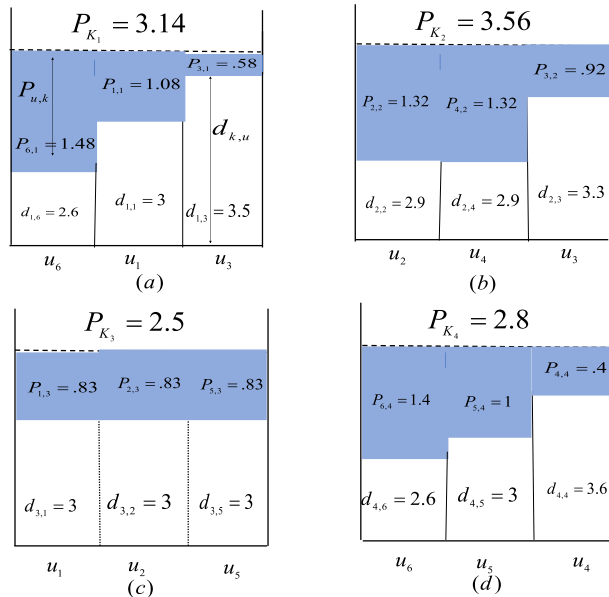 P_{K_1} = 3.14
P_{3,1} = .58
P_{u,k}
P_{1,1} = 1.08
P_{6,1} = 1.48
d_{k,u}
d_{1,6} = 2.6
d_{1,1} = 3
d_{1,3} = 3.5
u_6 u_1 u_3
(a)
P_{K_2} = 3.56
P_{3,2} = .92
P_{2,2} = 1.32 P_{4,2} = 1.32
d_{2,2} = 2.9 d_{2,4} = 2.9 d_{2,3} = 3.3
u_2 u_4 u_3
(b)
P_{K_3} = 2.5
P_{1,3} = .83 P_{2,3} = .83 P_{5,3} = .83
d_{3,1} = 3 d_{3,2} = 3 d_{3,5} = 3
u_1 u_2 u_5
(c)
P_{K_4} = 2.8
P_{4,4} = .4
P_{6,4} = 1.4 P_{5,4} = 1
d_{4,6} = 2.6 d_{4,5} = 3 d_{4,4} = 3.6
u_6 u_5 u_4
(d)